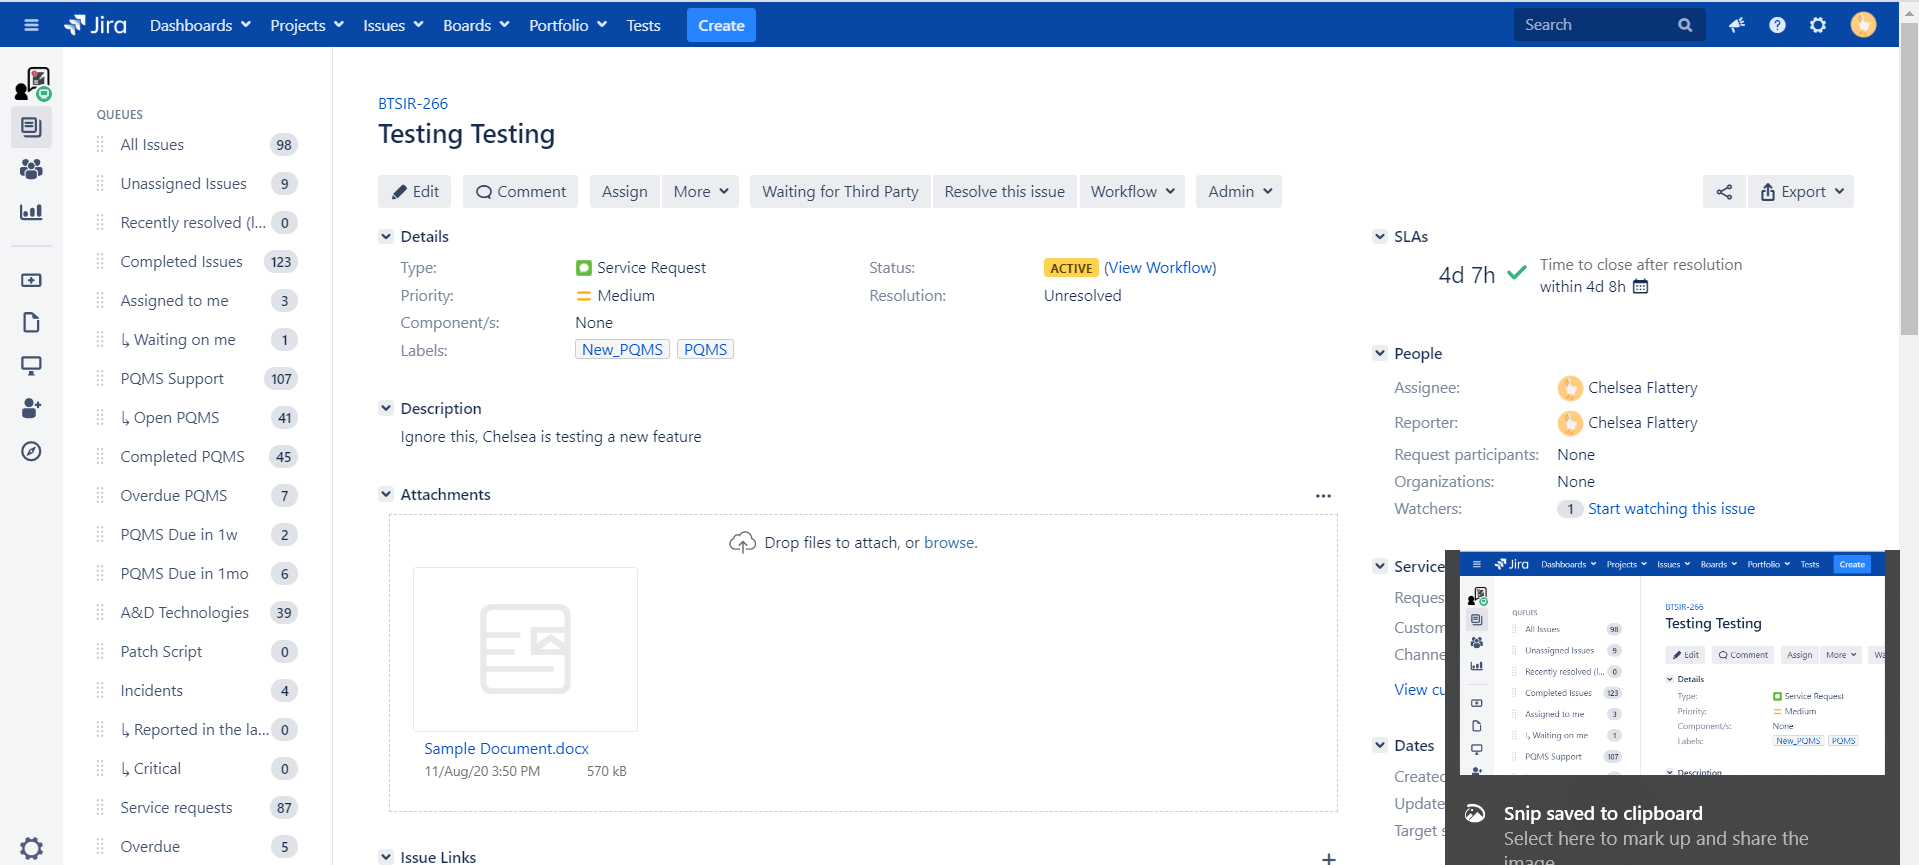 Jira Dashboards Projects Issues Boards Portfolio Tests Create Search
QUEUES
All Issues 98
Unassigned Issues 9
Recently resolved (l... 0
Completed Issues 123
Assigned to me 3
↳ Waiting on me 1
PQMS Support 107
↳ Open PQMS 41
Completed PQMS 45
Overdue PQMS 7
PQMS Due in 1w 2
PQMS Due in 1mo 6
A&D Technologies 39
Patch Script 0
Incidents 4
↳ Reported in the la... 0
↳ Critical 0
Service requests 87
Overdue 5
BTSIR-266
Testing Testing
Edit Comment Assign More Waiting for Third Party Resolve this issue Workflow Admin Export
Details
Type: Service Request Status: ACTIVE (View Workflow)
Priority: Medium Resolution: Unresolved
Component/s: None
Labels: New_PQMS PQMS
Description
Ignore this, Chelsea is testing a new feature
Attachments
Drop files to attach, or browse.
Sample Document.docx
11/Aug/20 3:50 PM 570 kB
Issue Links
SLAs
4d 7h Time to close after resolution
within 4d 8h
People
Assignee: Chelsea Flattery
Reporter: Chelsea Flattery
Request participants: None
Organizations: None
Watchers: 1 Start watching this issue
Service
Reques
Custom
Channe
View cu
Dates
Created
Update
Target s
Jira Dashboards Projects Issues Boards Portfolio Tests Create
QUEUES
All Issues 98
Unassigned Issues 9
Recently resolved (l... 0
Completed Issues 123
Assigned to me 3
↳ Waiting on me 1
PQMS Support 107
BTSIR-266
Testing Testing
Edit Comment Assign More Wa
Details
Type: Service Request
Priority: Medium
Component/s: None
Labels: New_PQMS PQMS
Description
Snip saved to clipboard
Select here to mark up and share the
image